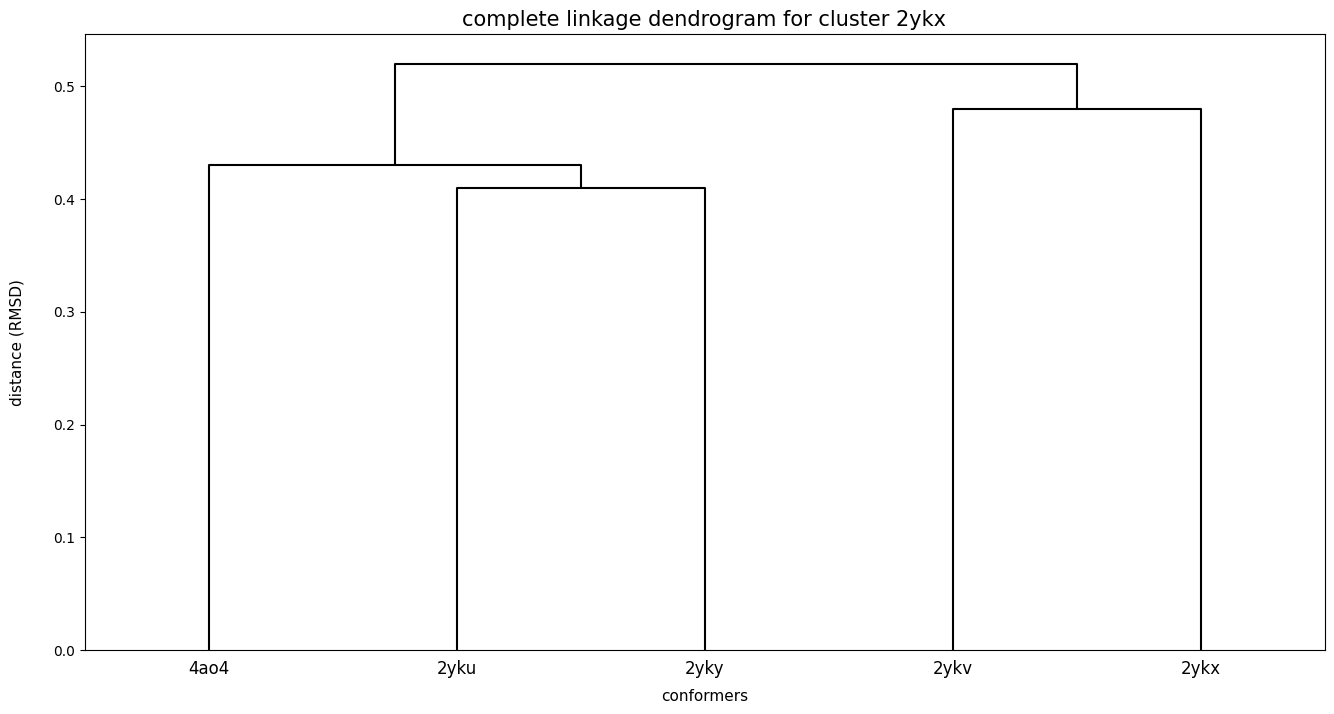 complete linkage dendrogram for cluster 2ykx
0.5
0.4
0.3
0.2
0.1
0.0
distance (RMSD)
4ao4 2yku 2yky 2ykv 2ykx
conformers